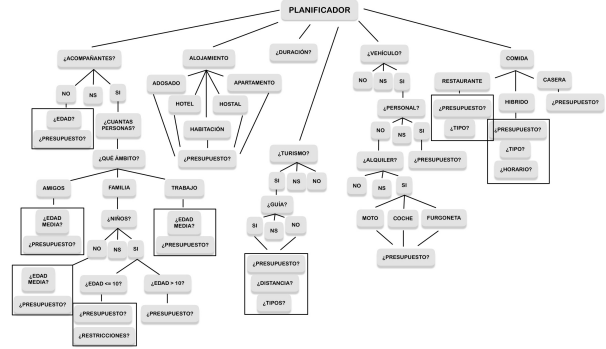 PLANIFICADOR
¿ACOMPAÑANTES?
ALOJAMIENTO
¿DURACIÓN?
¿VEHÍCULO?
COMIDA
NO
NS
SI
¿EDAD?
¿PRESUPUESTO?
¿CUANTAS
PERSONAS?
¿QUÉ ÁMBITO?
AMIGOS
FAMILIA
TRABAJO
¿EDAD
MEDIA?
¿PRESUPUESTO?
¿NIÑOS?
¿EDAD
MEDIA?
¿PRESUPUESTO?
NO
NS
SI
¿EDAD
MEDIA?
¿PRESUPUESTO?
¿EDAD <= 10?
¿EDAD > 10?
¿PRESUPUESTO?
¿RESTRICCIONES?
¿PRESUPUESTO?
ADOSADO
APARTAMENTO
HOTEL
HOSTAL
HABITACIÓN
¿PRESUPUESTO?
¿TURISMO?
SI
NS
NO
¿GUÍA?
SI
NS
NO
¿PRESUPUESTO?
¿DISTANCIA?
¿TIPOS?
NO
NS
SI
¿PERSONAL?
NO
NS
SI
¿ALQUILER?
¿PRESUPUESTO?
NO
NS
SI
MOTO
COCHE
FURGONETA
¿PRESUPUESTO?
RESTAURANTE
CASERA
HIBRIDO
¿PRESUPUESTO?
¿TIPO?
¿PRESUPUESTO?
¿PRESUPUESTO?
¿TIPO?
¿HORARIO?